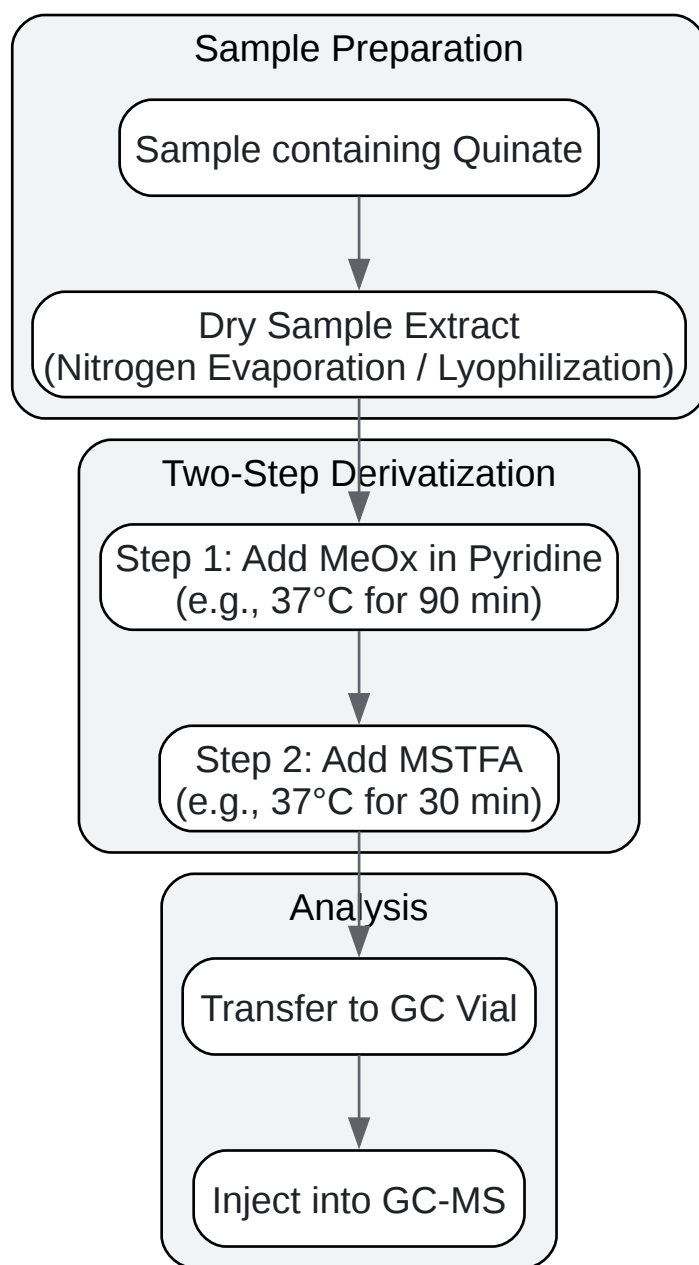 Sample Preparation
Sample containing Quinate
Dry Sample Extract
(Nitrogen Evaporation / Lyophilization)
Two-Step Derivatization
Step 1: Add MeOx in Pyridine
(e.g., 37°C for 90 min)
Step 2: Add MSTFA
(e.g., 37°C for 30 min)
Analysis
Transfer to GC Vial
Inject into GC-MS